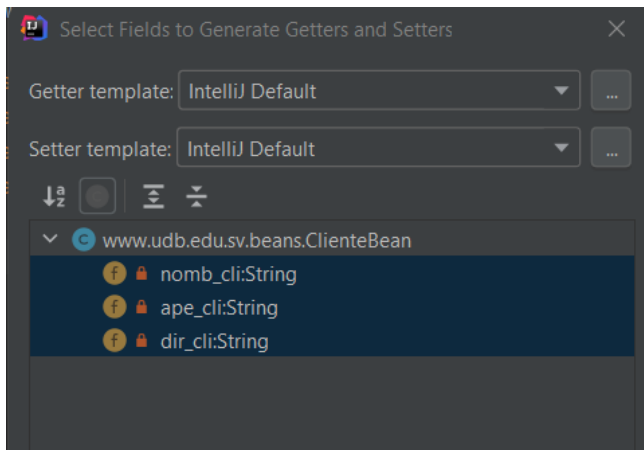 IJ Select Fields to Generate Getters and Setters
Getter template: IntelliJ Default ...
Setter template: IntelliJ Default ...
a z
C www.udb.edu.sv.beans.ClienteBean
f nomb_cli:String
f ape_cli:String
f dir_cli:String